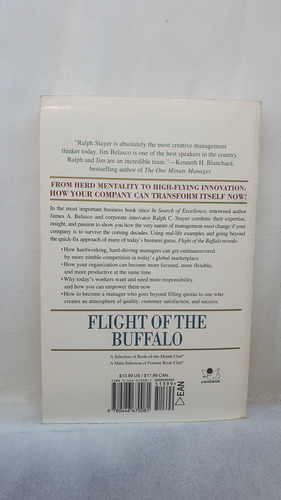 "Ralph Stayer is absolutely the most creative management
thinker today. Jim Belasco is one of the best speakers in the country.
Ralph and Jim are an incredible team."—Kenneth H. Blanchard,
bestselling author of The One Minute Manager
FROM HERD MENTALITY TO HIGH-FLYING INNOVATION:
HOW YOUR COMPANY CAN TRANSFORM ITSELF NOW!
In the most important business book since In Search of Excellence, renowned author
James A. Belasco and corporate innovator Ralph C. Stayer combine their expertise,
insight, and passion to show you how the very nature of management must change if your
company is to survive the coming decades. Using real-life examples and going beyond
the quick-fix approach of many of today's business gurus, Flight of the Buffalo reveals:
• How hardworking, hard-driving managers can get outmaneuvered
by more nimble competition in today's global marketplace
• How your organization can become more focused, more flexible,
and more productive at the same time
• Why today's workers want and need more responsibility,
and how you can empower them
• How to become a manager who goes beyond filling quotas to one who
creates an atmosphere of quality, customer satisfaction, and success.
FLIGHT OF THE
BUFFALO
A Selection of Book-of-the-Month Club®
A Main Selection of Fortune Book Club®
$13.99 US / $17.99 CAN.
51399
EAN
9780446670081